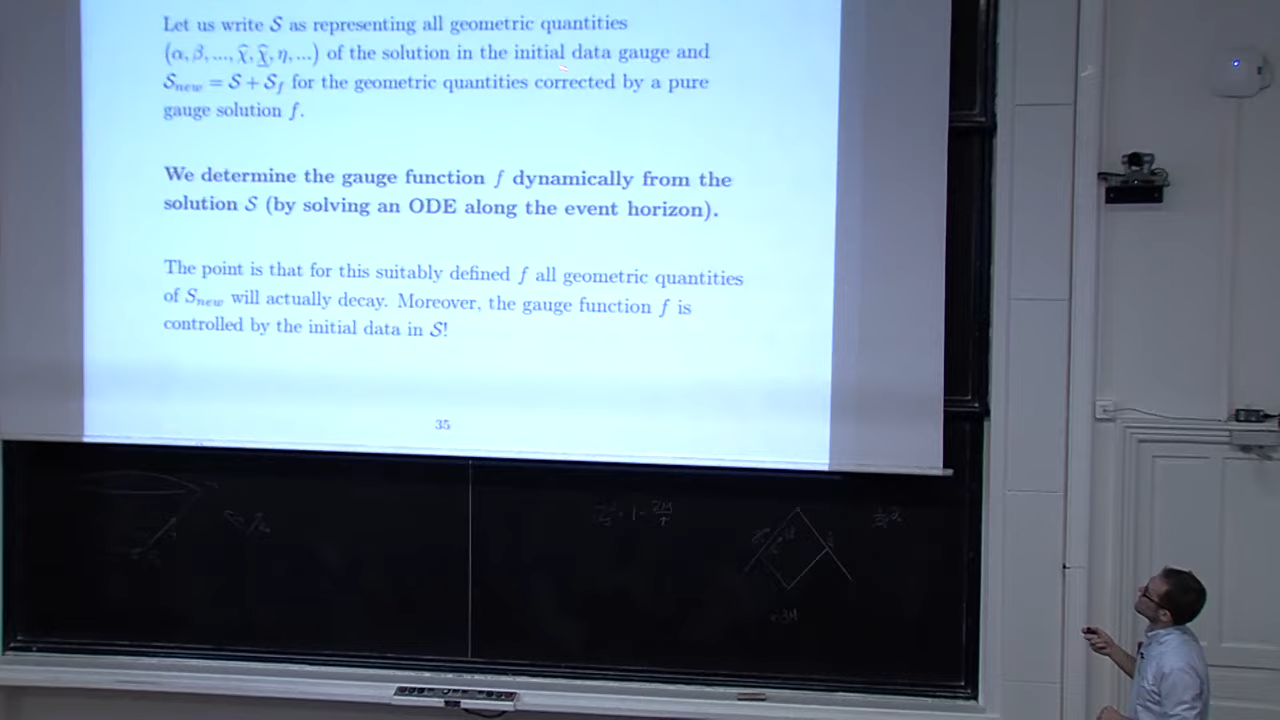 Let us write 𝒮 as representing all geometric quantities
(α, β, ..., χ̂, χ̲̂, η, ...) of the solution in the initial data gauge and
𝒮_new = 𝒮 + 𝒮_f for the geometric quantities corrected by a pure
gauge solution f.
We determine the gauge function f dynamically from the
solution 𝒮 (by solving an ODE along the event horizon).
The point is that for this suitably defined f all geometric quantities
of 𝒮_new will actually decay. Moreover, the gauge function f is
controlled by the initial data in 𝒮!
35